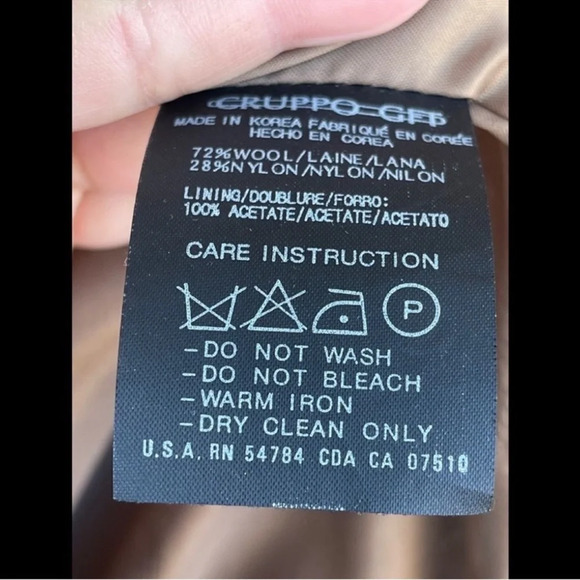 GRUPPO GFT
MADE IN KOREA FABRIQUÉ EN CORÉE
HECHO EN COREA
72%WOOL/LAINE/LANA
28%NYLON/NYLON/NILON
LINING/DOUBLURE/FORRO:
100% ACETATE/ACETATE/ACETATO
CARE INSTRUCTION
P
-DO NOT WASH
-DO NOT BLEACH
-WARM IRON
-DRY CLEAN ONLY
U.S.A. RN 54784 CDA CA 07510